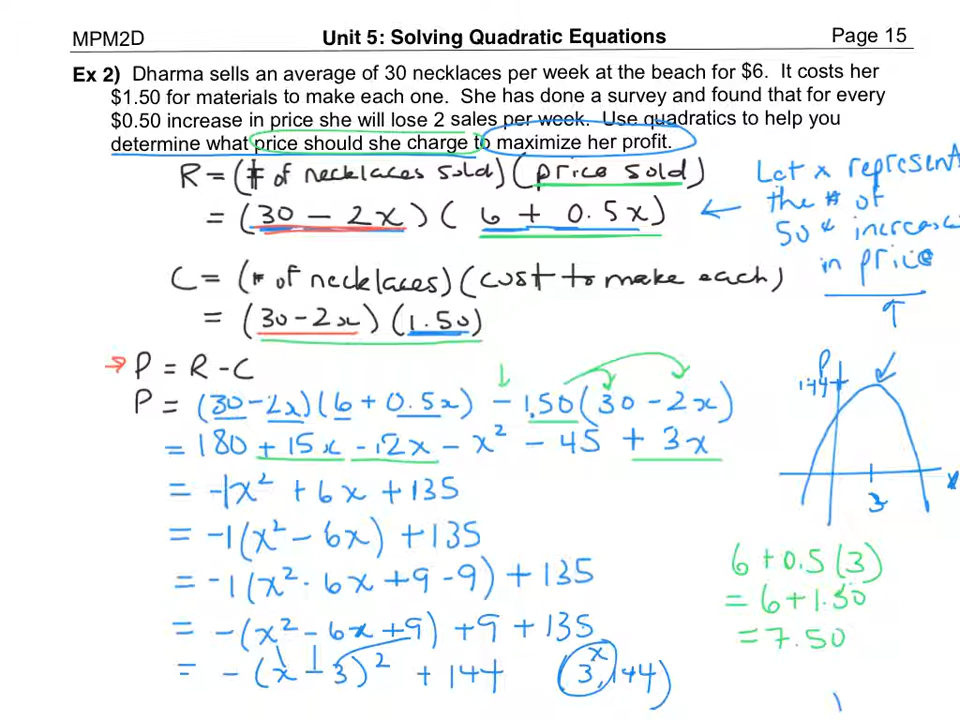 MPM2D Unit 5: Solving Quadratic Equations Page 15
Ex 2) Dharma sells an average of 30 necklaces per week at the beach for $6. It costs her
$1.50 for materials to make each one. She has done a survey and found that for every
$0.50 increase in price she will lose 2 sales per week. Use quadratics to help you
determine what price should she charge to maximize her profit.
R = (# of necklaces sold)(price sold)
= (30 - 2x)(6 + 0.5x)
Let x represent
the # of
50 ¢ increase
in price
C = (# of necklaces)(cost to make each)
= (30-2x)(1.50)
P = R - C
P = (30-2x)(6 + 0.5x) - 1.50(30 - 2x)
= 180 + 15x - 12x - x² - 45 + 3x
= -1x² + 6x + 135
= -1(x² - 6x) + 135
= -1(x² - 6x + 9 - 9) + 135
= -(x² - 6x + 9) + 9 + 135
= -(x - 3)² + 144 (3, 144)
x
P
144
x
3
6 + 0.5(3)
= 6 + 1.50
= 7.50